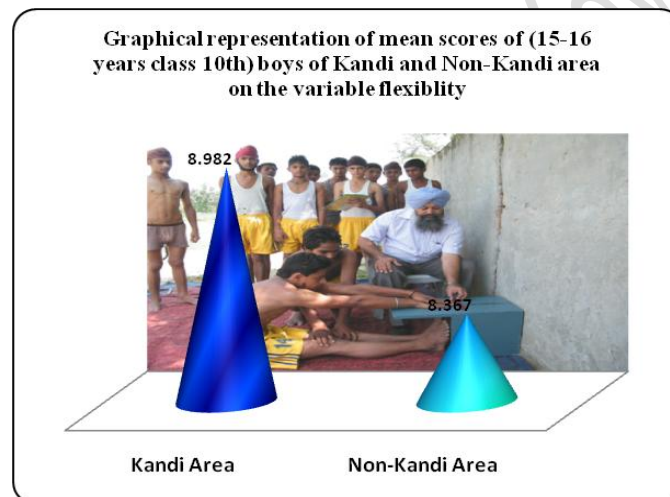 Graphical representation of mean scores of (15-16
years class 10th) boys of Kandi and Non-Kandi area
on the variable flexiblity
8.982
8.367
Kandi Area
Non-Kandi Area